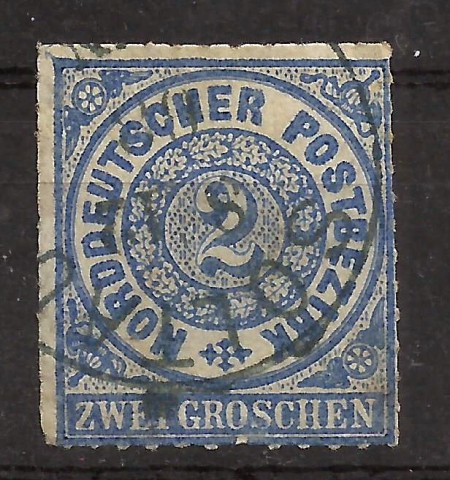 NORDDEUTSCHER POSTBEZIRK
2
ZWEI GROSCHEN